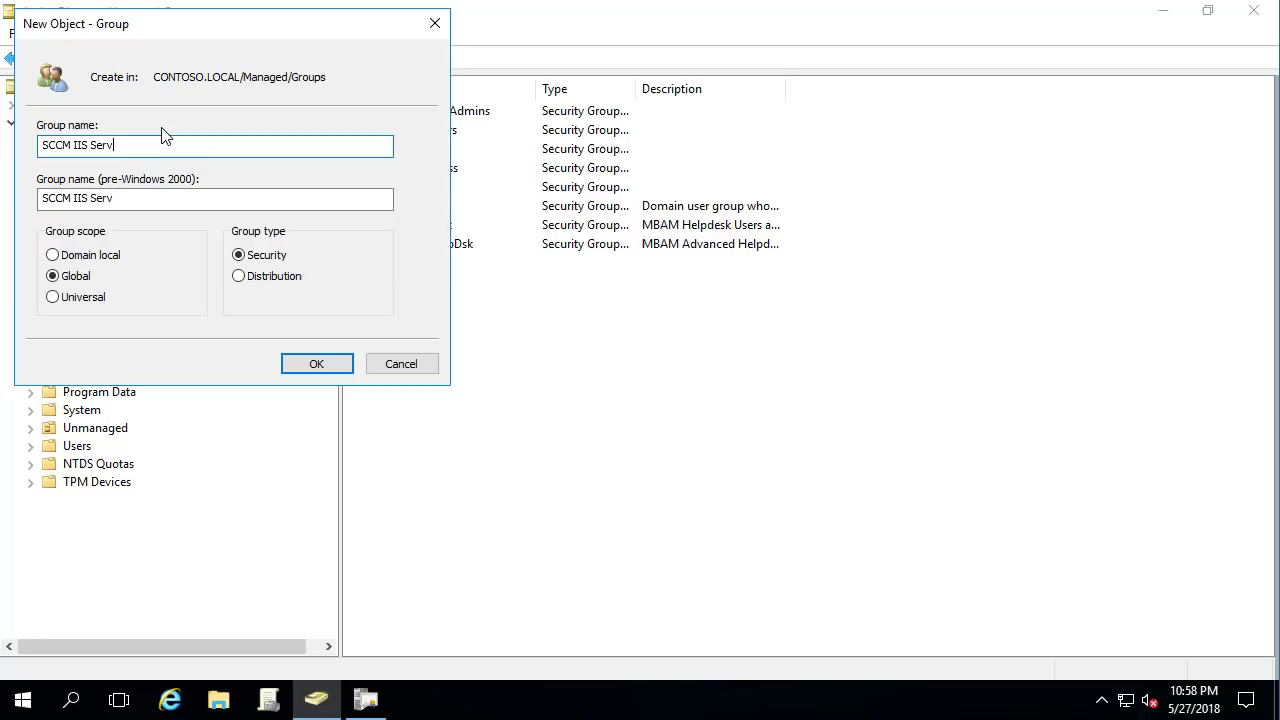 New Object - Group
Create in: CONTOSO.LOCAL/Managed/Groups
Group name:
SCCM IIS Serv
Group name (pre-Windows 2000):
SCCM IIS Serv
Group scope
Domain local
Global
Universal
Group type
Security
Distribution
OK
Cancel
Type
Description
Admins
Security Group...
Security Group...
Security Group...
Security Group...
Security Group...
Security Group... Domain user group who...
Security Group... MBAM Helpdesk Users a...
Security Group... MBAM Advanced Helpd...
Program Data
System
Unmanaged
Users
NTDS Quotas
TPM Devices
10:58 PM
5/27/2018